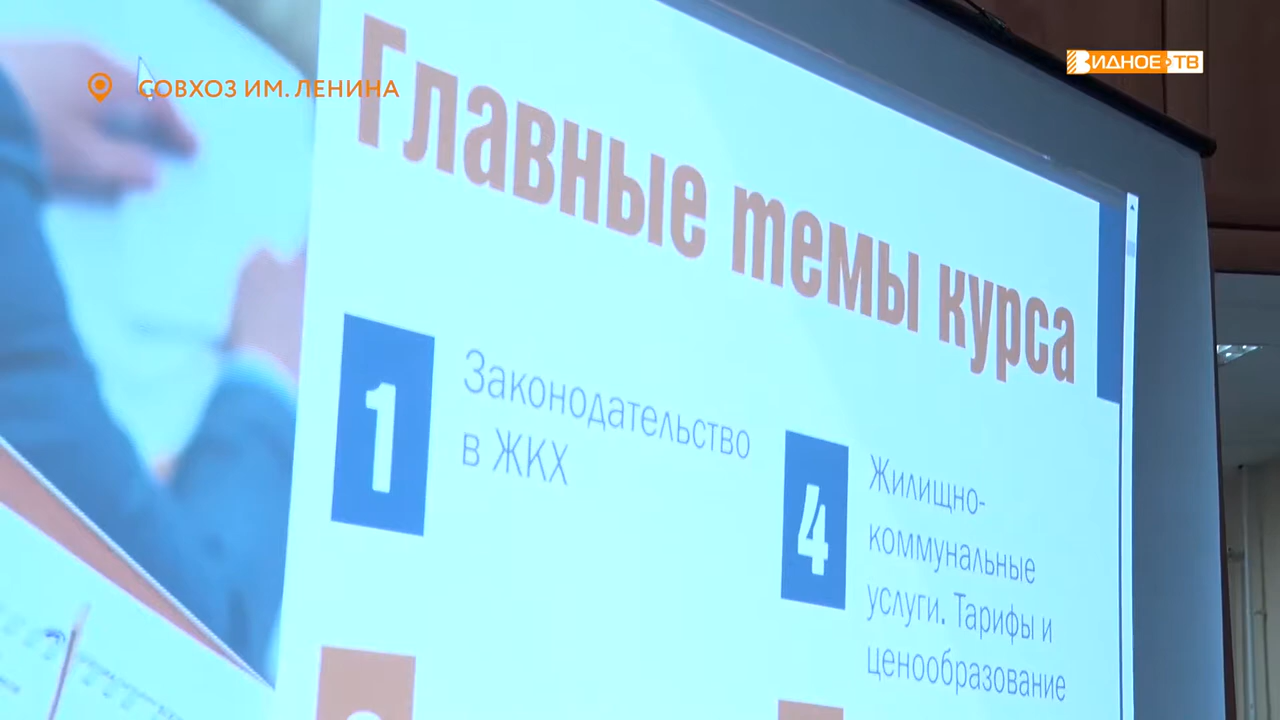 СОВХОЗ ИМ. ЛЕНИНА
ВИДНОЕ ТВ
Главные темы курса
1
Законодательство
в ЖКХ
4
Жилищно-
коммунальные
услуги. Тарифы и
ценообразование